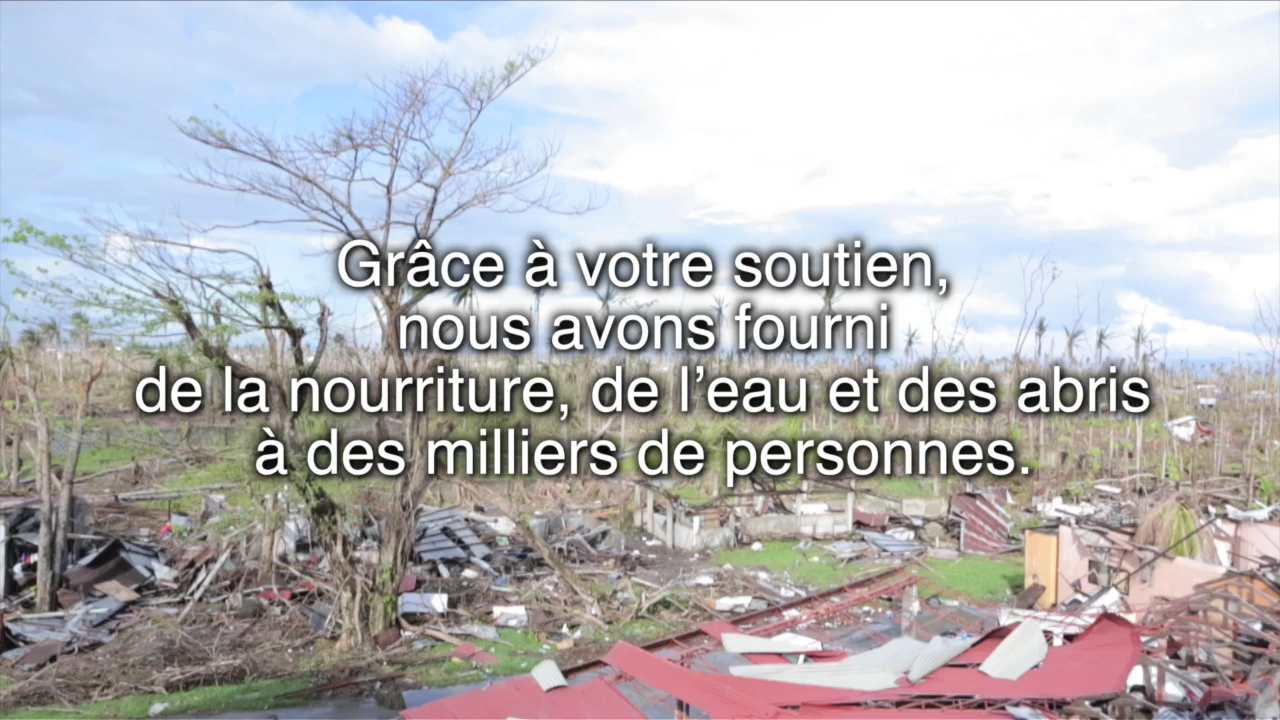 Grâce à votre soutien,
nous avons fourni
de la nourriture, de l’eau et des abris
à des milliers de personnes.